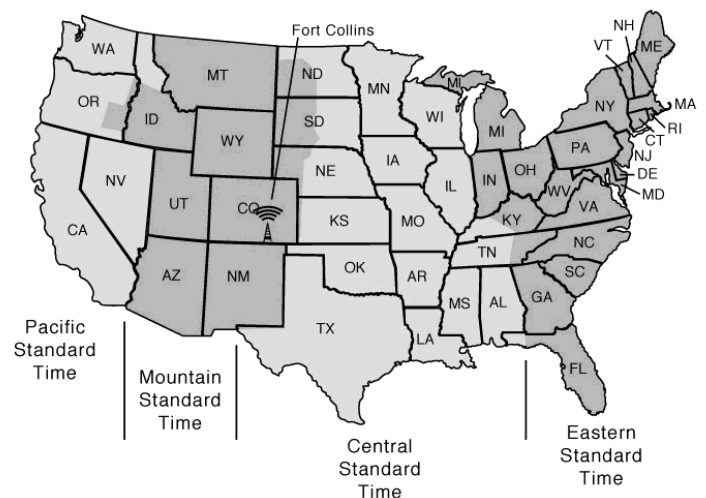 Fort Collins
NH
VT
ME
WA
MT
ND
MN
MI
OR
ID
WY
SD
WI
MI
NY
MA
RI
CT
NJ
PA
DE
MD
NV
UT
CO
NE
IA
IL
IN
OH
WV
VA
CA
KS
MO
KY
NC
AZ
NM
OK
AR
TN
SC
TX
LA
MS
AL
GA
FL
Pacific
Standard
Time
Mountain
Standard
Time
Central
Standard
Time
Eastern
Standard
Time